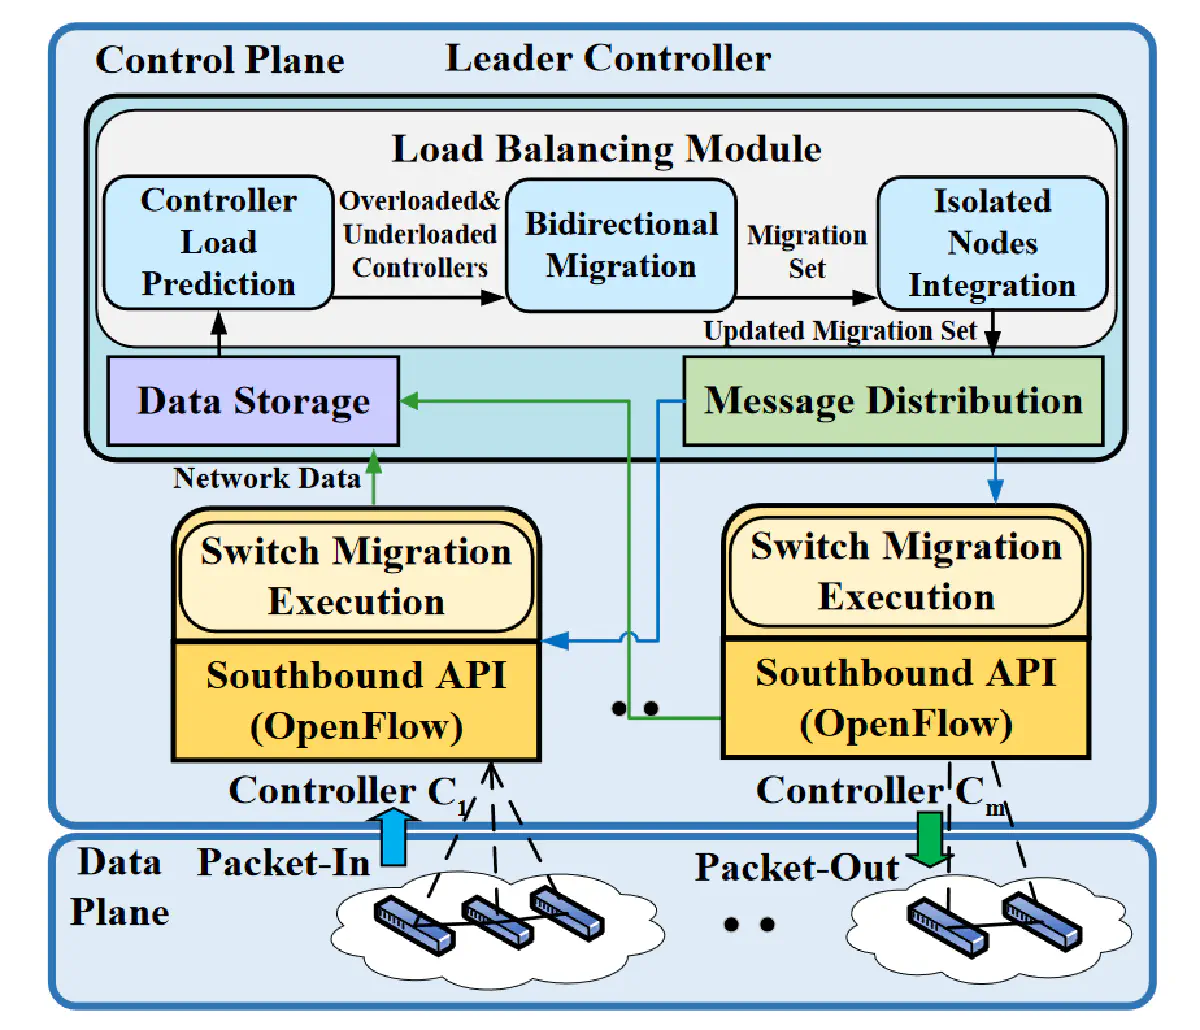 Control Plane
Leader Controller
Load Balancing Module
Controller
Load
Prediction
Overloaded&
Underloaded
Controllers
Bidirectional
Migration
Migration
Set
Isolated
Nodes
Integration
Updated Migration Set
Data Storage
Message Distribution
Network Data
Switch Migration
Execution
Southbound API
(OpenFlow)
Controller C1
Switch Migration
Execution
Southbound API
(OpenFlow)
Controller Cm
Data
Plane
Packet-In
Packet-Out